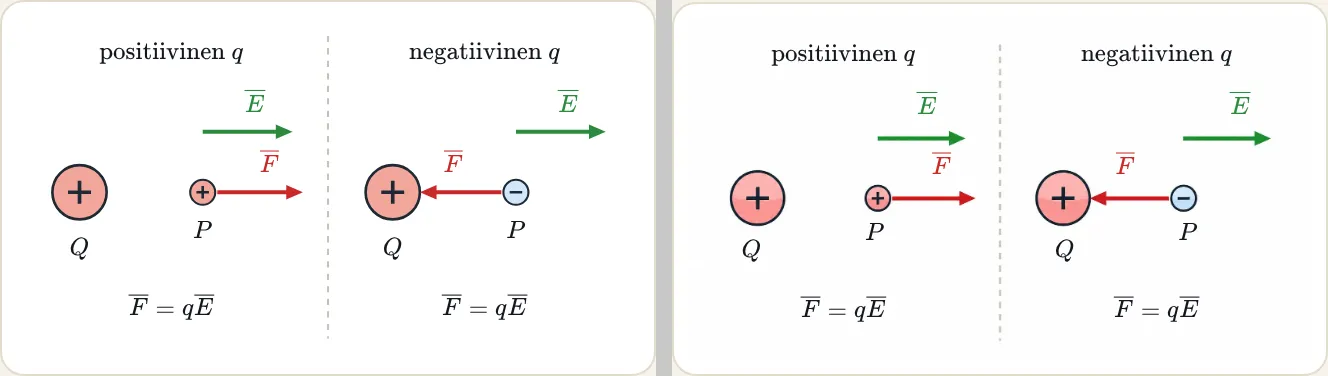 positiivinen q
negatiivinen q
E̅
E̅
F̅
F̅
+
+
+
−
Q
P
Q
P
F̅ = qE̅
F̅ = qE̅
positiivinen q
negatiivinen q
E̅
E̅
F̅
F̅
+
+
+
−
Q
P
Q
P
F̅ = qE̅
F̅ = qE̅